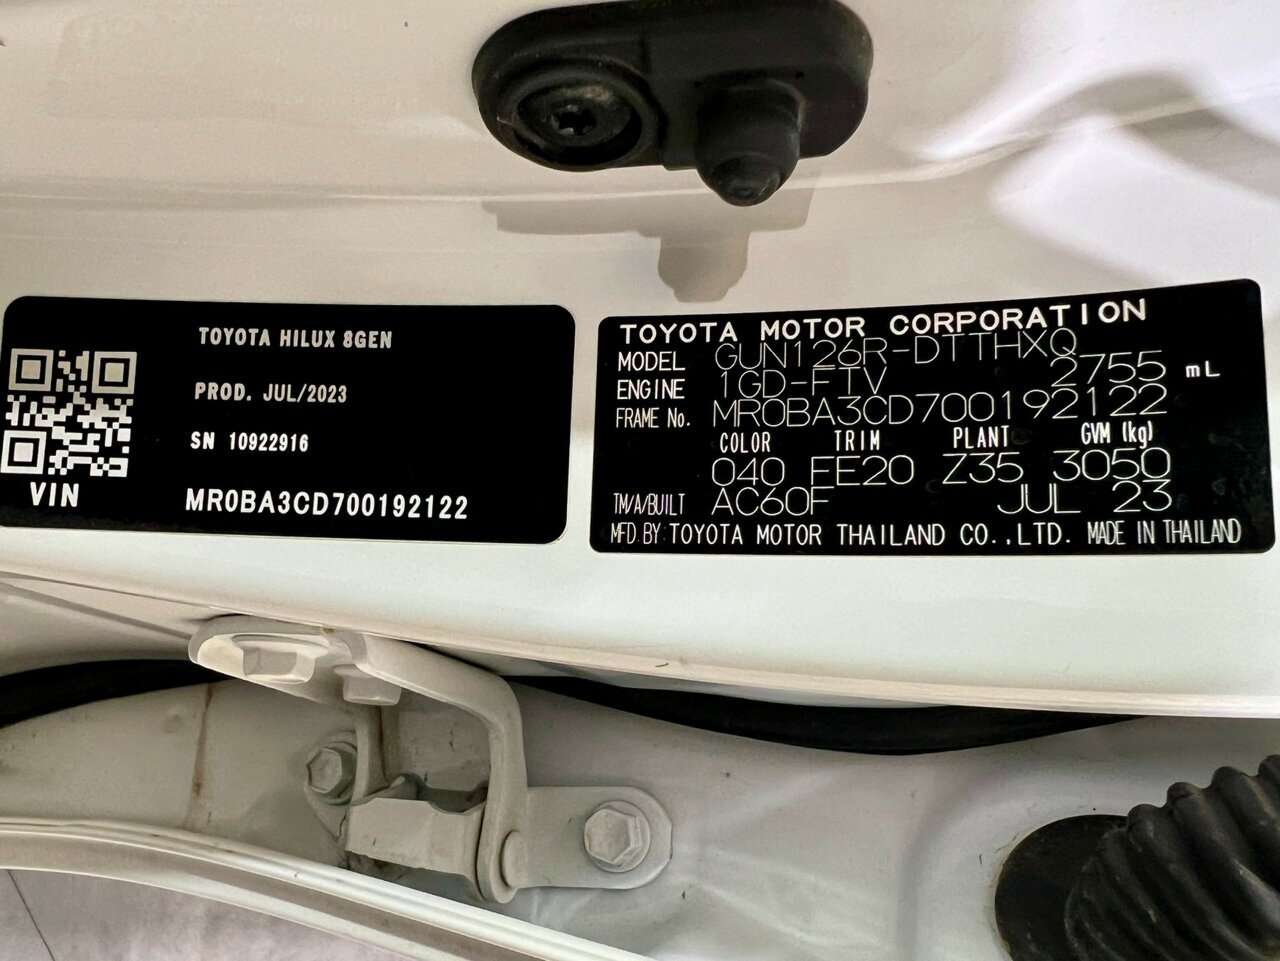 TOYOTA HILUX 8GEN
PROD. JUL/2023
SN 10922916
VIN MR0BA3CD700192122
TOYOTA MOTOR CORPORATION
MODEL GUN126R-DTTHXQ
ENGINE 1GD-FTV 2755 mL
FRAME No. MR0BA3CD700192122
COLOR TRIM PLANT GVM (kg)
040 FE20 Z35 3050
TM/A/BUILT AC60F JUL 23
MFD.BY:TOYOTA MOTOR THAILAND CO.,LTD. MADE IN THAILAND